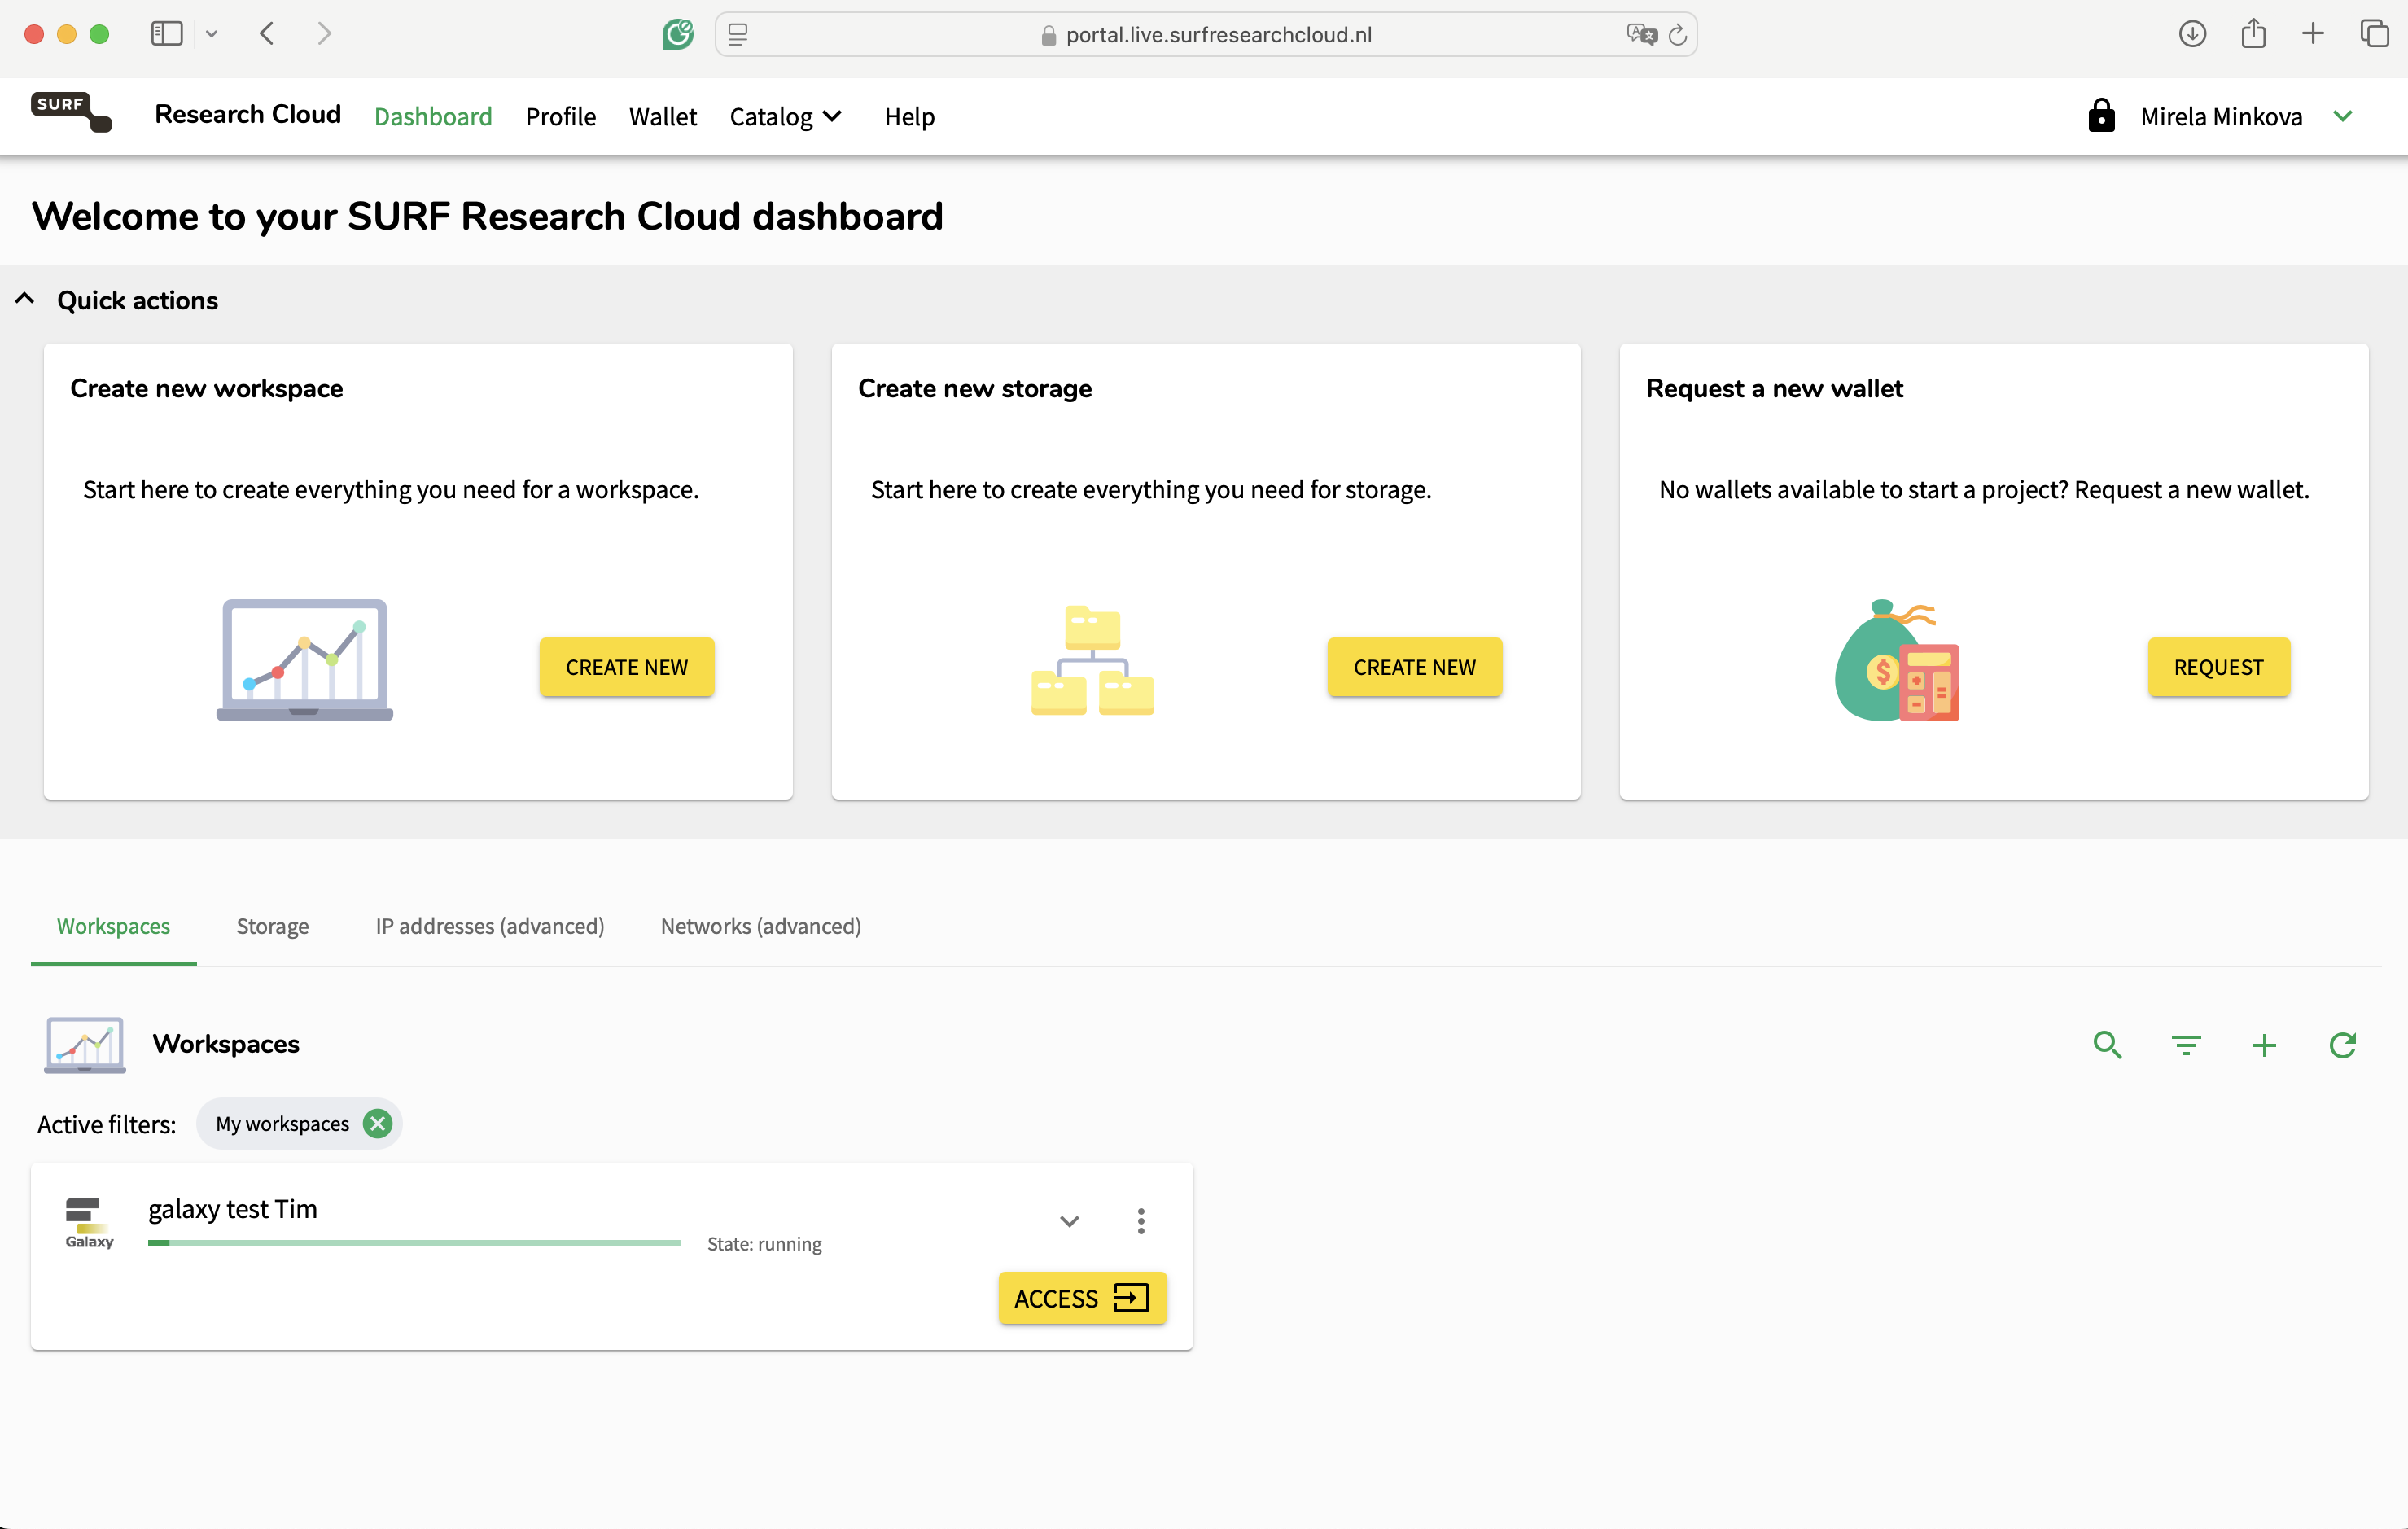 portal.live.surfresearchcloud.nl
SURF
Research Cloud Dashboard Profile Wallet Catalog Help
Mirela Minkova
Welcome to your SURF Research Cloud dashboard
Quick actions
Create new workspace
Start here to create everything you need for a workspace.
CREATE NEW
Create new storage
Start here to create everything you need for storage.
CREATE NEW
Request a new wallet
No wallets available to start a project? Request a new wallet.
REQUEST
Workspaces Storage IP addresses (advanced) Networks (advanced)
Workspaces
Active filters: My workspaces
Galaxy
galaxy test Tim
State: running
ACCESS